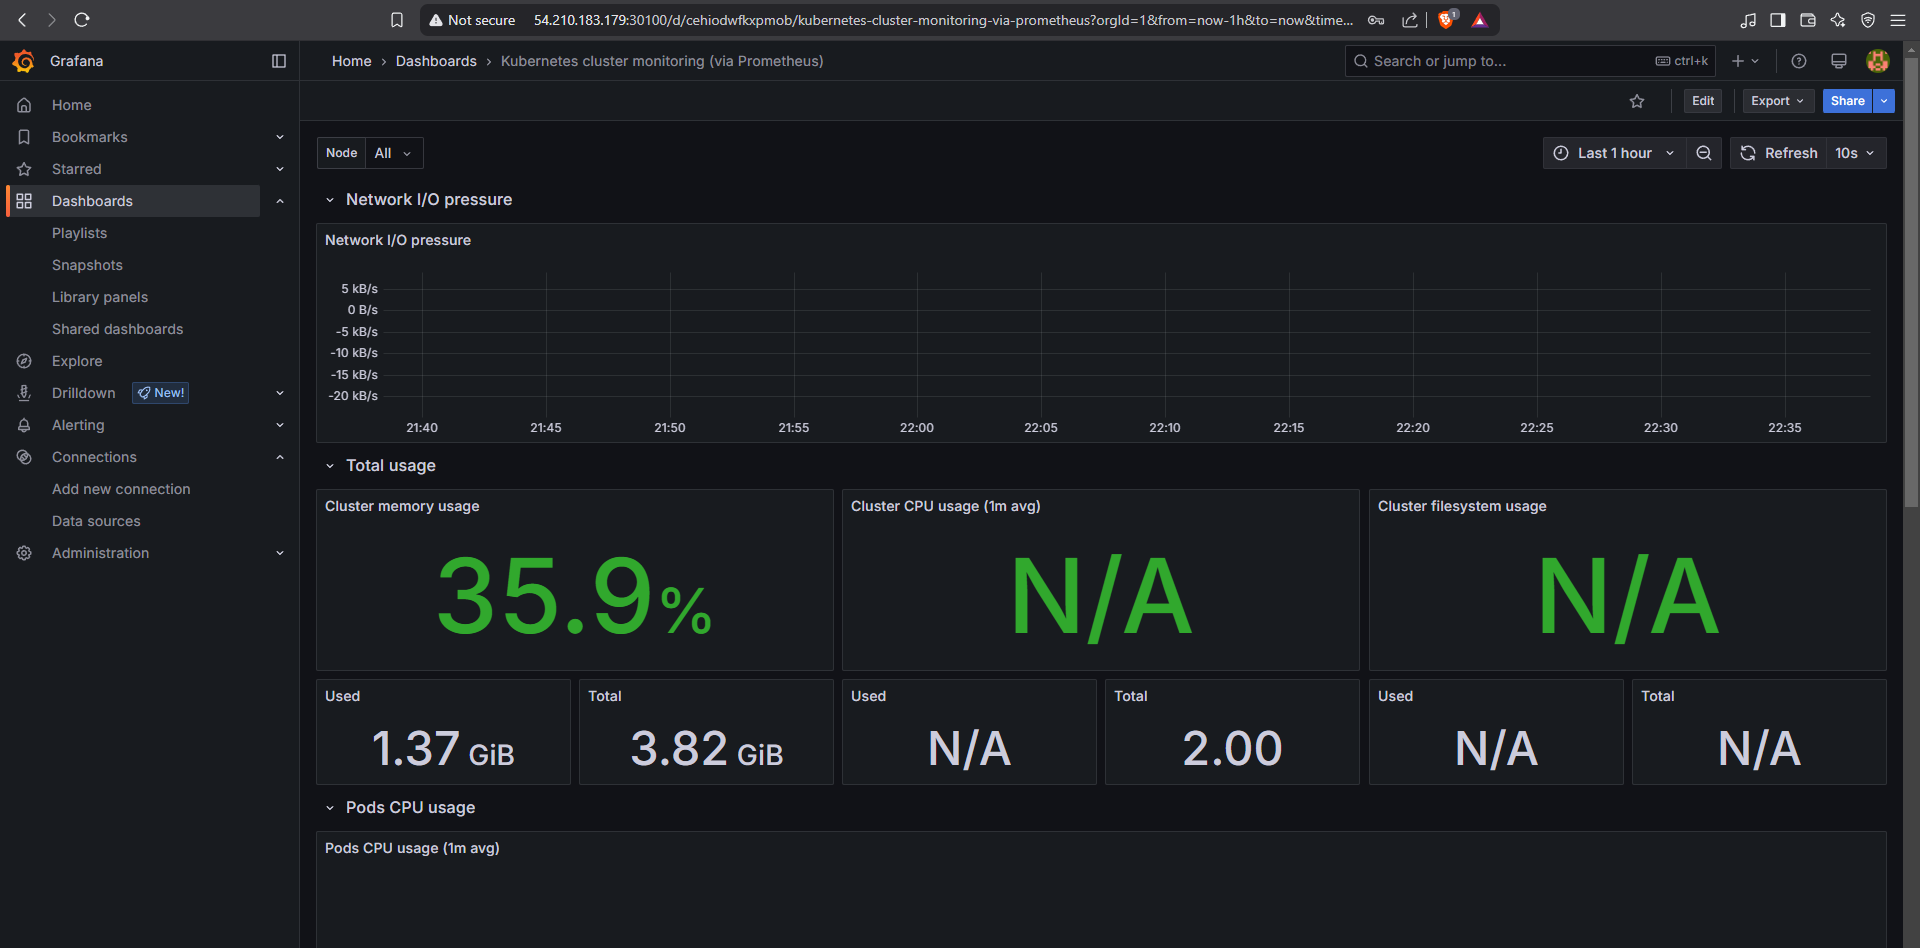 Not secure 54.210.183.179:30100/d/cehiodwfkxpmob/kubernetes-cluster-monitoring-via-prometheus?orgId=1&from=now-1h&to=now&time... 1
Grafana
Home › Dashboards › Kubernetes cluster monitoring (via Prometheus)
Search or jump to... ctrl+k
Home
Bookmarks
Starred
Dashboards
Playlists
Snapshots
Library panels
Shared dashboards
Explore
Drilldown New!
Alerting
Connections
Add new connection
Data sources
Administration
Edit Export Share
Node All
Last 1 hour Refresh 10s
Network I/O pressure
Network I/O pressure
5 kB/s
0 B/s
-5 kB/s
-10 kB/s
-15 kB/s
-20 kB/s
21:40 21:45 21:50 21:55 22:00 22:05 22:10 22:15 22:20 22:25 22:30 22:35
Total usage
Cluster memory usage
35.9%
Cluster CPU usage (1m avg)
N/A
Cluster filesystem usage
N/A
Used
1.37 GiB
Total
3.82 GiB
Used
N/A
Total
2.00
Used
N/A
Total
N/A
Pods CPU usage
Pods CPU usage (1m avg)